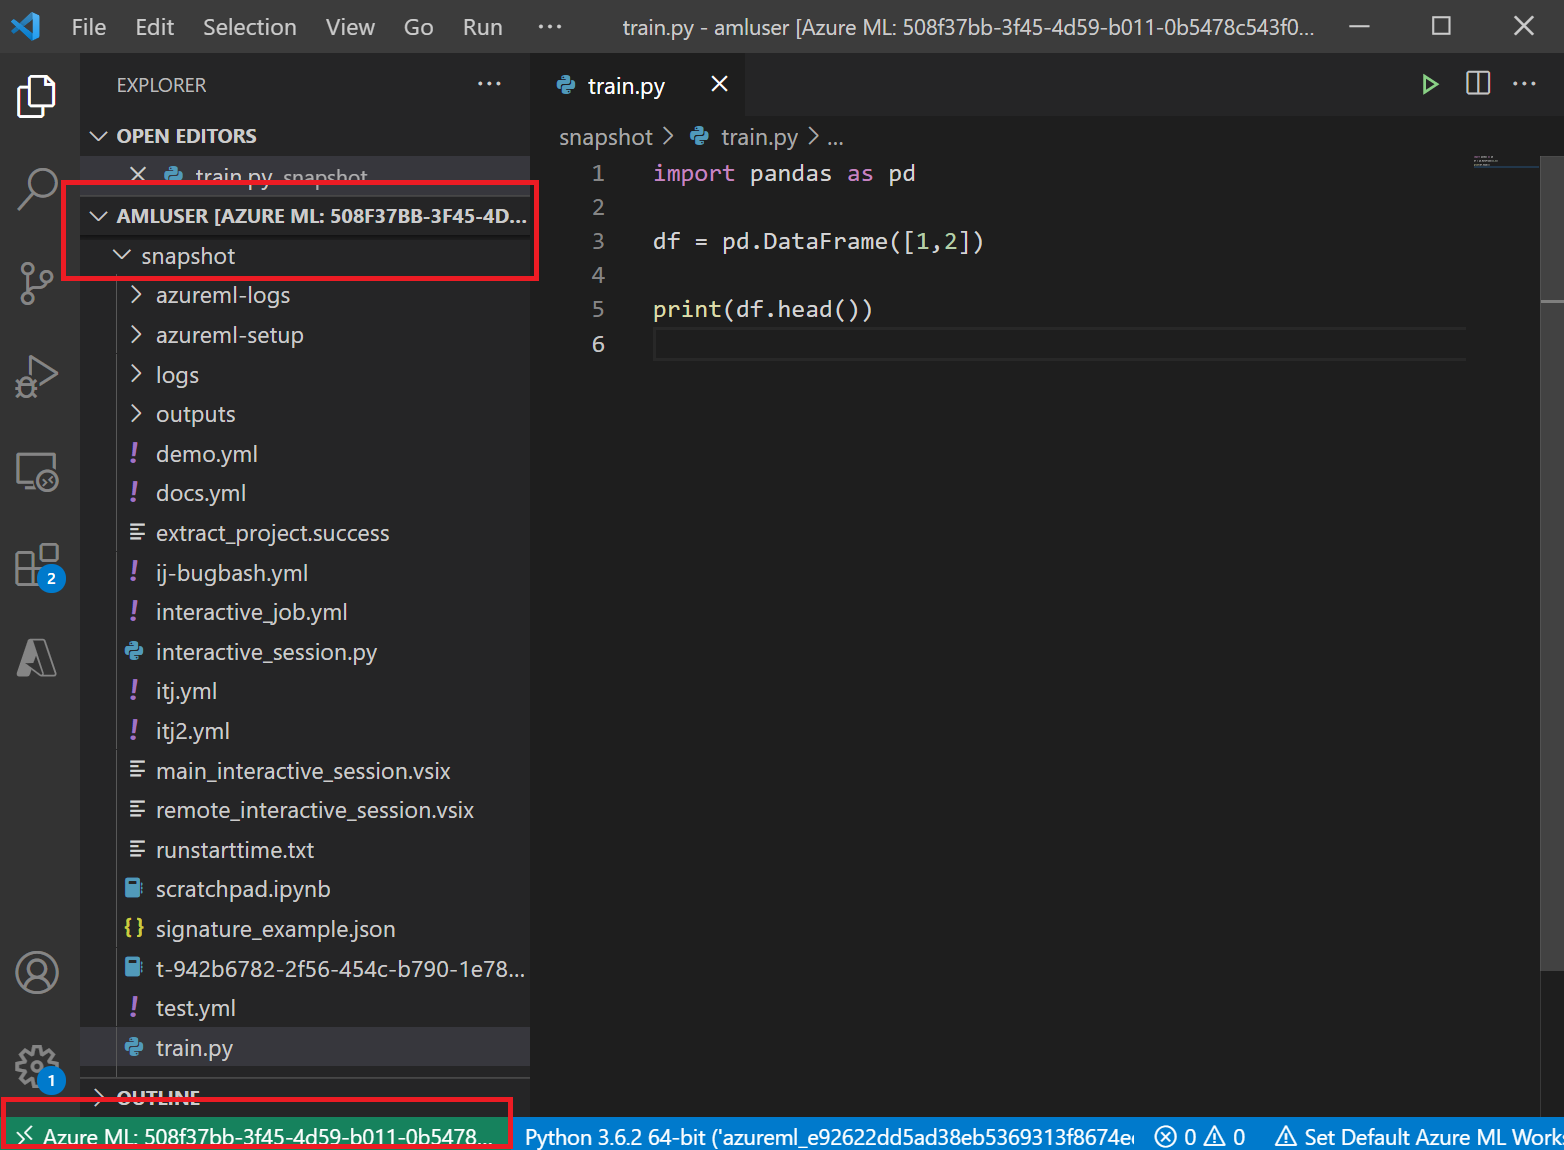 File Edit Selection View Go Run ··· train.py - amluser [Azure ML: 508f37bb-3f45-4d59-b011-0b5478c543f0...
EXPLORER ···
OPEN EDITORS
train.py snapshot
AMLUSER [AZURE ML: 508F37BB-3F45-4D...
snapshot
azureml-logs
azureml-setup
logs
outputs
! demo.yml
! docs.yml
extract_project.success
! ij-bugbash.yml
! interactive_job.yml
interactive_session.py
! itj.yml
! itj2.yml
main_interactive_session.vsix
remote_interactive_session.vsix
runstarttime.txt
scratchpad.ipynb
{} signature_example.json
t-942b6782-2f56-454c-b790-1e78...
! test.yml
train.py
OUTLINE
2
1
train.py
snapshot > train.py > ...
1 import pandas as pd
2
3 df = pd.DataFrame([1,2])
4
5 print(df.head())
6
Azure ML: 508f37bb-3f45-4d59-b011-0b5478... Python 3.6.2 64-bit ('azureml_e92622dd5ad38eb5369313f8674e 0 0 Set Default Azure ML Work